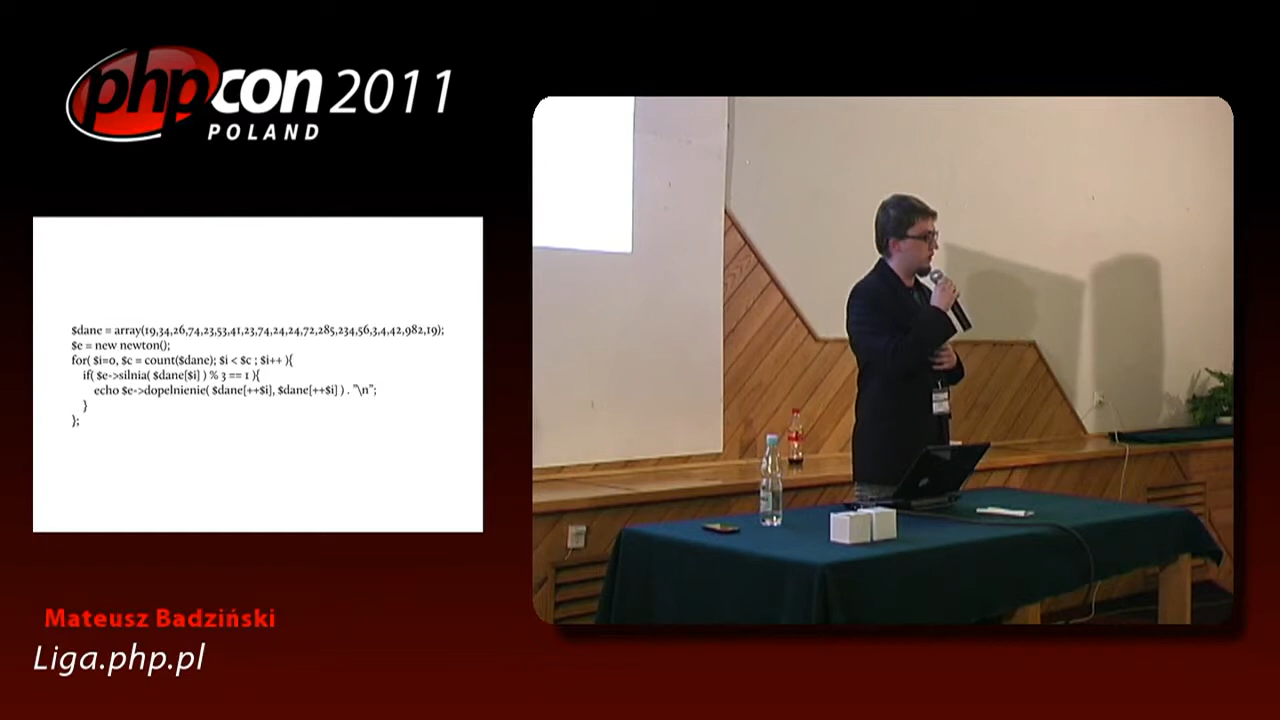 phpcon 2011
POLAND
$dane = array(19,34,26,74,23,53,41,23,74,24,24,72,285,234,56,3,4,42,982,19);
$e = new newton();
for( $i=0, $c = count($dane); $i < $c ; $i++ ){
if( $e->silnia( $dane[$i] ) % 3 == 1 ){
echo $e->dopelnienie( $dane[++$i], $dane[++$i] ) . "\n";
}
};
Mateusz Badziński
Liga.php.pl